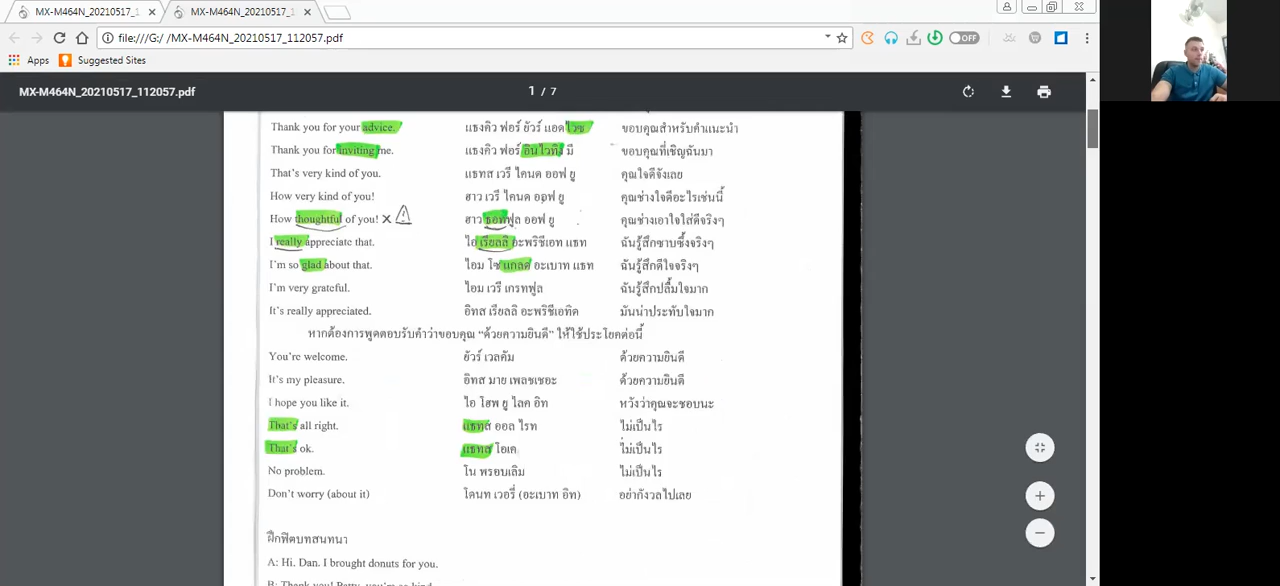 MX-M464N_20210517_1 ×  MX-M464N_20210517_1 ×
file:///G:/ /MX-M464N_20210517_112057.pdf OFF
Apps Suggested Sites
MX-M464N_20210517_112057.pdf 1 / 7
Thank you for your advice. แธงคิว ฟอร์ ยัวร์ แอดไวซ ขอบคุณสำหรับคำแนะนำ
Thank you for inviting me. แธงคิว ฟอร์ อินไวทิง มี ขอบคุณที่เชิญฉันมา
That's very kind of you. แธทส เวรี ไคนด ออฟ ยู คุณใจดีจังเลย
How very kind of you! ฮาว เวรี ไคนด ออฟ ยู คุณช่างใจดีอะไรเช่นนี้
How thoughtful of you! × ฮาว ธอทฟูล ออฟ ยู คุณช่างเอาใจใส่ดีจริงๆ
I really appreciate that. ไอ เรียลลิ อะพริชิเอท แธท ฉันรู้สึกซาบซึ้งจริงๆ
I'm so glad about that. ไอม โซ แกลด อะเบาท แธท ฉันรู้สึกดีใจจริงๆ
I'm very grateful. ไอม เวรี เกรทฟูล ฉันรู้สึกปลื้มใจมาก
It's really appreciated. อิทส เรียลลิ อะพริชิเอทิด มันน่าประทับใจมาก
หากต้องการพูดตอบรับคำว่าขอบคุณ “ด้วยความยินดี” ให้ใช้ประโยคต่อนี้
You're welcome. ยัวร์ เวลคัม ด้วยความยินดี
It's my pleasure. อิทส มาย เพลชเชอะ ด้วยความยินดี
I hope you like it. ไอ โฮพ ยู ไลค อิท หวังว่าคุณจะชอบนะ
That's all right. แธทส ออล ไรท ไม่เป็นไร
That's ok. แธทส โอเค ไม่เป็นไร
No problem. โน พรอบเลิม ไม่เป็นไร
Don't worry (about it) โดนท เวอรี่ (อะเบาท อิท) อย่ากังวลไปเลย
ฝึกฟิตบทสนทนา
A: Hi. Dan. I brought donuts for you.
B: Thank you! Patty, you're so kind.